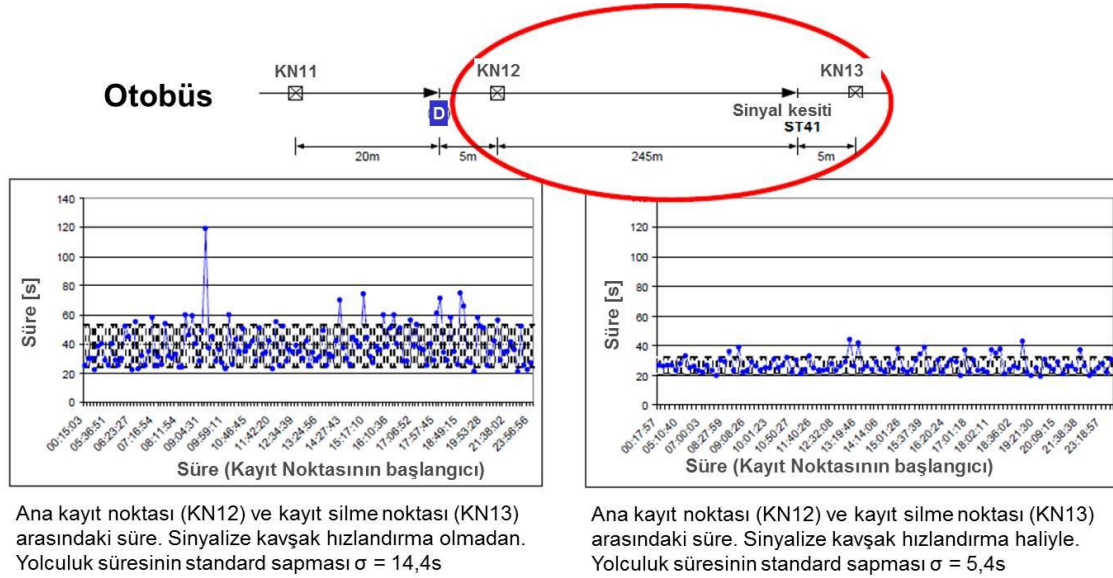 KN11
KN12
KN13
Otobüs
D
Sinyal kesiti
ST41
20m
5m
245m
5m
140
120
100
80
60
40
20
0
Süre [s]
00:15:03
05:36:51
06:23:27
07:16:54
08:11:54
09:04:31
09:59:11
10:46:45
11:42:20
12:34:39
13:24:56
14:27:43
15:17:10
16:10:36
17:06:52
17:57:45
18:49:15
19:53:28
21:38:02
23:56:56
Süre (Kayıt Noktasının başlangıcı)
120
100
80
60
40
20
0
Süre [s]
00:17:57
05:10:40
07:00:03
08:27:59
09:08:26
10:01:23
10:50:27
11:40:26
12:32:08
13:19:46
14:14:06
15:01:26
15:37:39
16:20:24
17:01:18
18:02:11
18:36:02
19:21:30
20:09:15
21:38:38
23:18:57
Süre (Kayıt Noktasının başlangıcı)
Ana kayıt noktası (KN12) ve kayıt silme noktası (KN13)
arasındaki süre. Sinyalize kavşak hızlandırma olmadan.
Yolculuk süresinin standard sapması σ = 14,4s
Ana kayıt noktası (KN12) ve kayıt silme noktası (KN13)
arasındaki süre. Sinyalize kavşak hızlandırma haliyle.
Yolculuk süresinin standard sapması σ = 5,4s